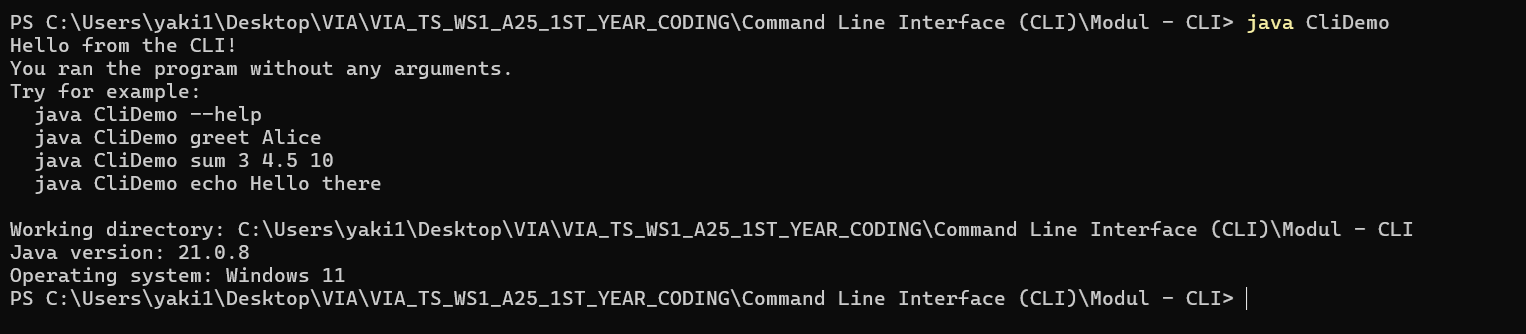 PS C:\Users\yaki1\Desktop\VIA\VIA_TS_WS1_A25_1ST_YEAR_CODING\Command Line Interface (CLI)\Modul - CLI> java CliDemo
Hello from the CLI!
You ran the program without any arguments.
Try for example:
  java CliDemo --help
  java CliDemo greet Alice
  java CliDemo sum 3 4.5 10
  java CliDemo echo Hello there

Working directory: C:\Users\yaki1\Desktop\VIA\VIA_TS_WS1_A25_1ST_YEAR_CODING\Command Line Interface (CLI)\Modul - CLI
Java version: 21.0.8
Operating system: Windows 11
PS C:\Users\yaki1\Desktop\VIA\VIA_TS_WS1_A25_1ST_YEAR_CODING\Command Line Interface (CLI)\Modul - CLI>